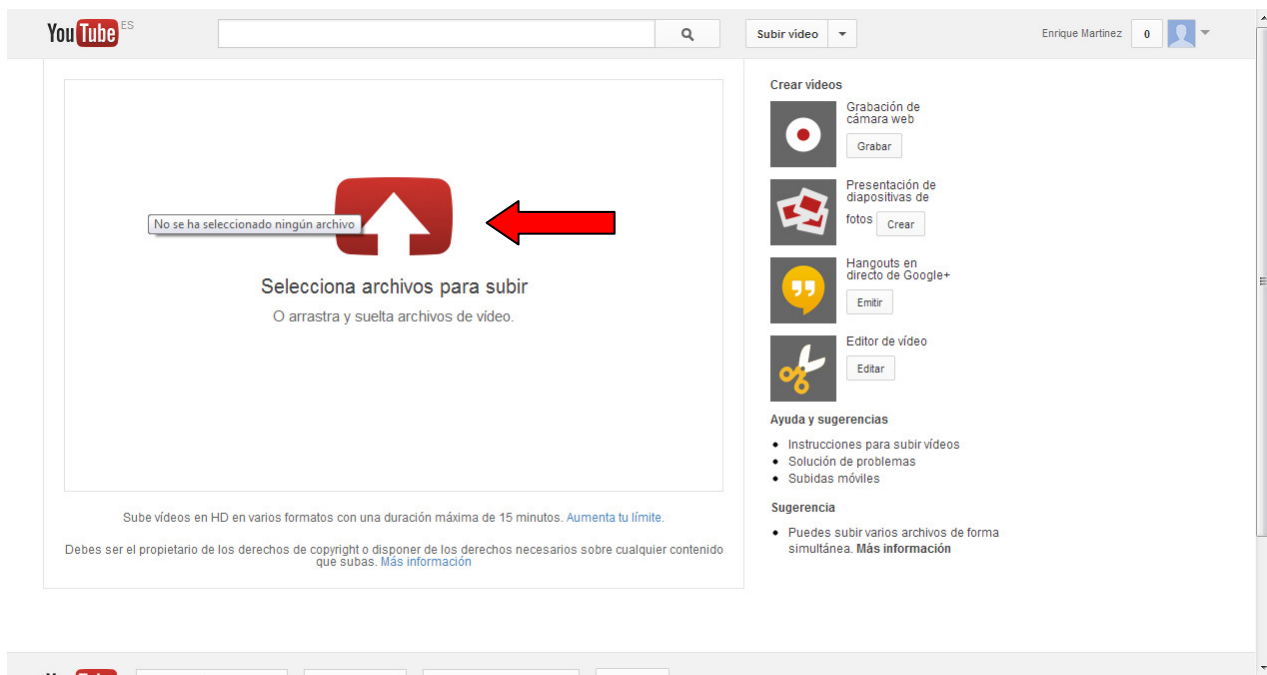 YouTube ES
Subir vídeo
Enrique Martinez
0
No se ha seleccionado ningún archivo
Selecciona archivos para subir
O arrastra y suelta archivos de vídeo.
Sube vídeos en HD en varios formatos con una duración máxima de 15 minutos. Aumenta tu límite.
Debes ser el propietario de los derechos de copyright o disponer de los derechos necesarios sobre cualquier contenido
que subas. Más información
Crear vídeos
Grabación de
cámara web
Grabar
Presentación de
diapositivas de
fotos Crear
Hangouts en
directo de Google+
Emitir
Editor de vídeo
Editar
Ayuda y sugerencias
Instrucciones para subir vídeos
Solución de problemas
Subidas móviles
Sugerencia
Puedes subir varios archivos de forma
simultánea. Más información